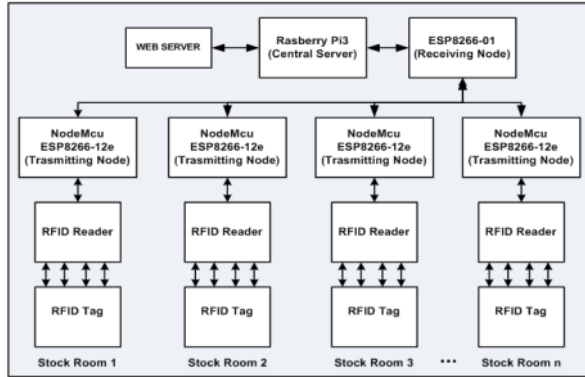 WEB SERVER
Rasberry Pi3
(Central Server)
ESP8266-01
(Receiving Node)
NodeMcu
ESP8266-12e
(Trasmitting Node)
NodeMcu
ESP8266-12e
(Trasmitting Node)
NodeMcu
ESP8266-12e
(Trasmitting Node)
NodeMcu
ESP8266-12e
(Trasmitting Node)
RFID Reader
RFID Reader
RFID Reader
RFID Reader
RFID Tag
RFID Tag
RFID Tag
RFID Tag
Stock Room 1
Stock Room 2
Stock Room 3
...
Stock Room n